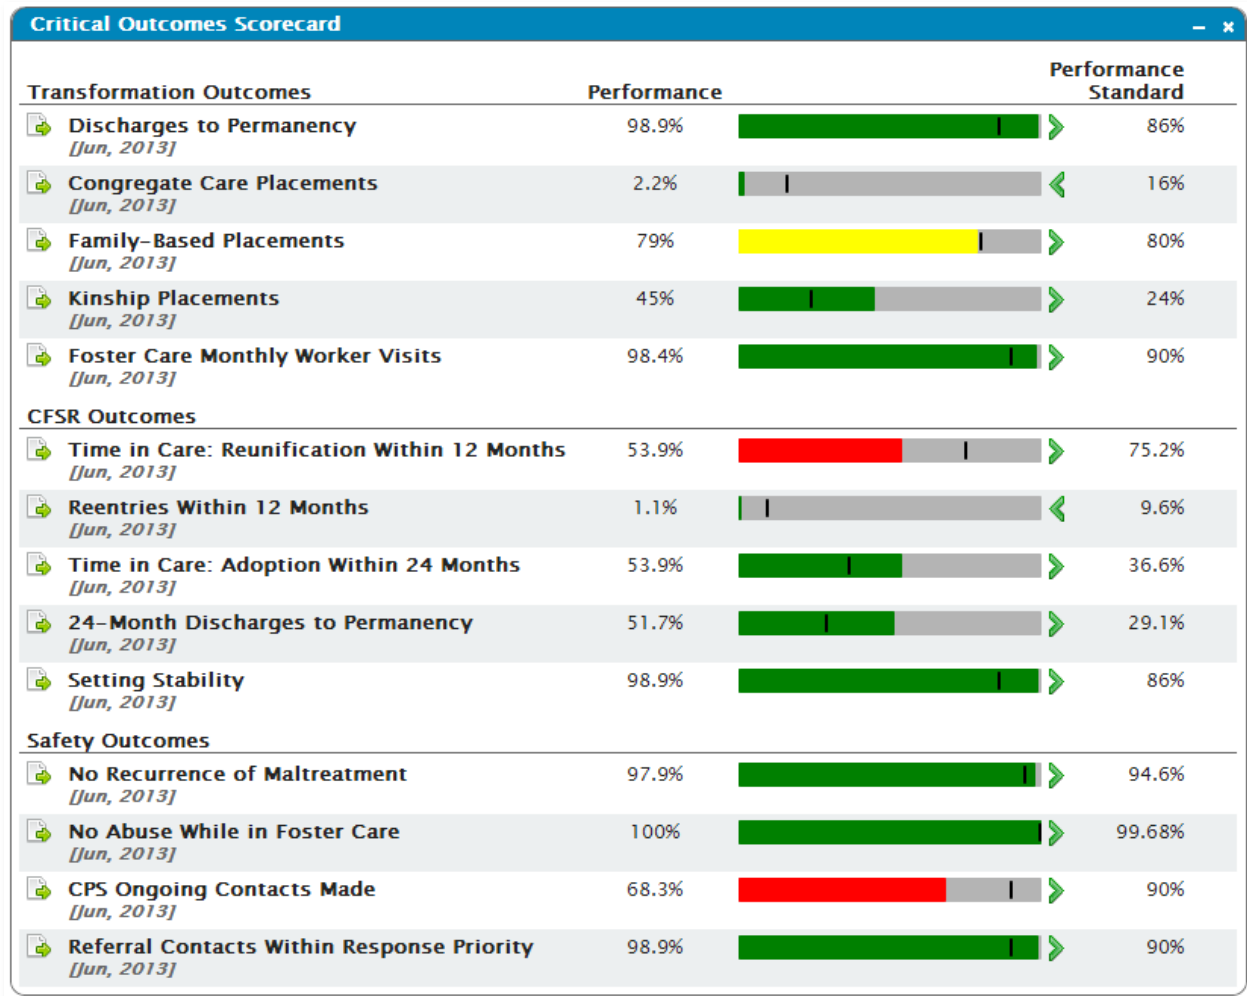 Critical Outcomes Scorecard
Transformation Outcomes Performance Performance Standard
Discharges to Permanency 98.9% 86%
[Jun, 2013]
Congregate Care Placements 2.2% 16%
[Jun, 2013]
Family-Based Placements 79% 80%
[Jun, 2013]
Kinship Placements 45% 24%
[Jun, 2013]
Foster Care Monthly Worker Visits 98.4% 90%
[Jun, 2013]
CFSR Outcomes
Time in Care: Reunification Within 12 Months 53.9% 75.2%
[Jun, 2013]
Reentries Within 12 Months 1.1% 9.6%
[Jun, 2013]
Time in Care: Adoption Within 24 Months 53.9% 36.6%
[Jun, 2013]
24-Month Discharges to Permanency 51.7% 29.1%
[Jun, 2013]
Setting Stability 98.9% 86%
[Jun, 2013]
Safety Outcomes
No Recurrence of Maltreatment 97.9% 94.6%
[Jun, 2013]
No Abuse While in Foster Care 100% 99.68%
[Jun, 2013]
CPS Ongoing Contacts Made 68.3% 90%
[Jun, 2013]
Referral Contacts Within Response Priority 98.9% 90%
[Jun, 2013]